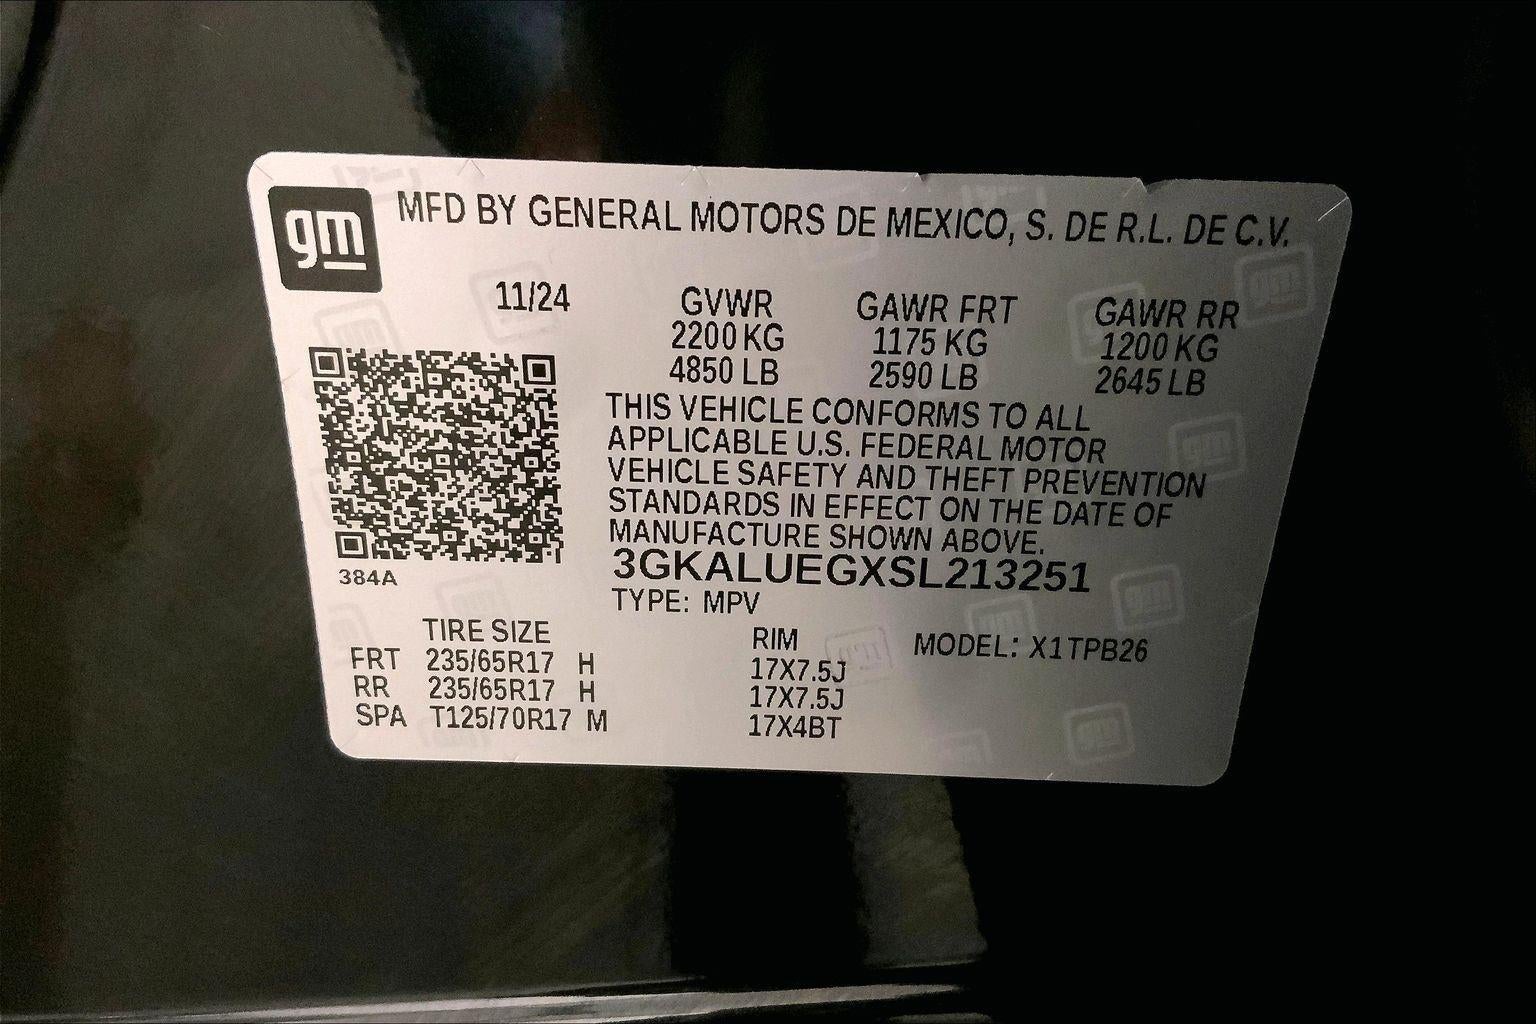 gm
MFD BY GENERAL MOTORS DE MEXICO, S. DE R.L. DE C.V.
11/24 GVWR GAWR FRT GAWR RR
2200 KG 1175 KG 1200 KG
4850 LB 2590 LB 2645 LB
THIS VEHICLE CONFORMS TO ALL
APPLICABLE U.S. FEDERAL MOTOR
VEHICLE SAFETY AND THEFT PREVENTION
STANDARDS IN EFFECT ON THE DATE OF
MANUFACTURE SHOWN ABOVE.
3GKALUEGXSL213251
384A
TYPE: MPV
TIRE SIZE RIM MODEL: X1TPB26
FRT 235/65R17 H 17X7.5J
RR 235/65R17 H 17X7.5J
SPA T125/70R17 M 17X4BT